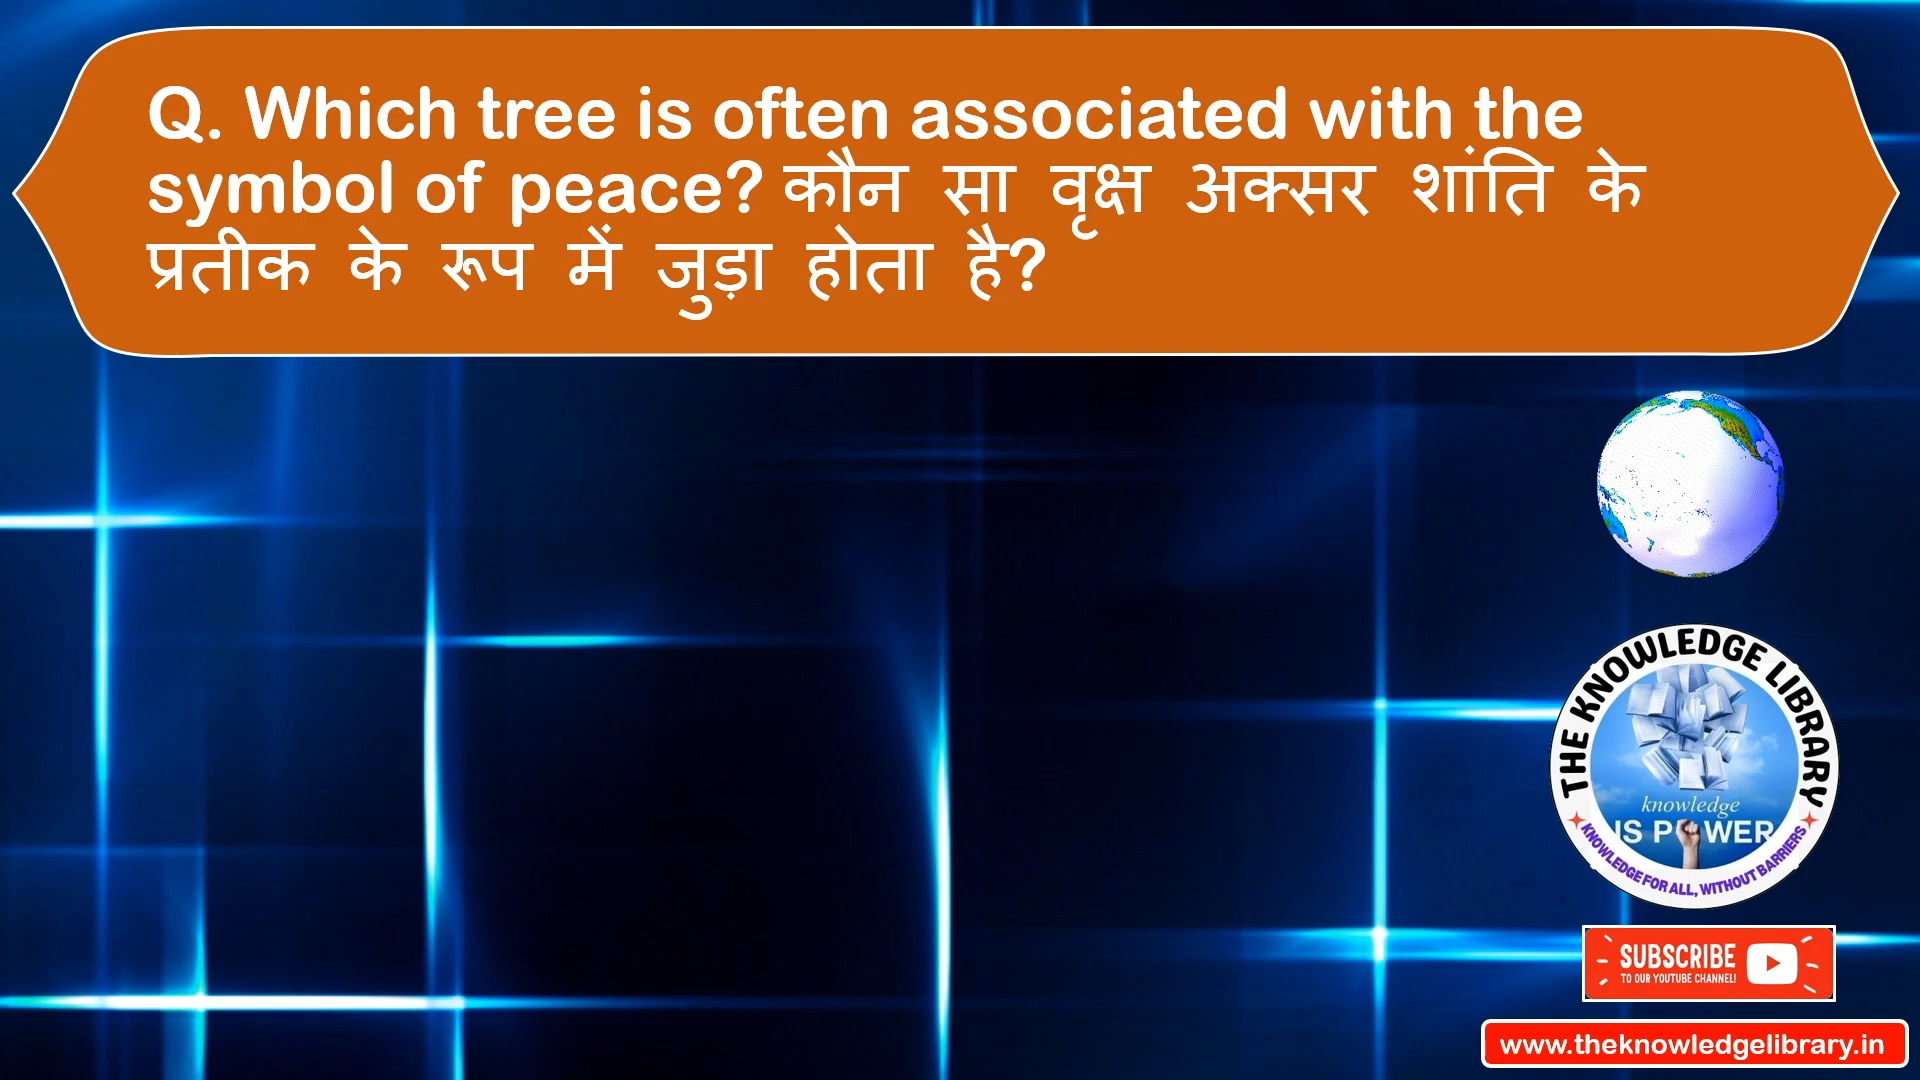 Q. Which tree is often associated with the
symbol of peace? कौन सा वृक्ष अक्सर शांति के
प्रतीक के रूप में जुड़ा होता है?
THE KNOWLEDGE LIBRARY
knowledge
IS POWER
KNOWLEDGE FOR ALL, WITHOUT BARRIERS
SUBSCRIBE
TO OUR YOUTUBE CHANNEL!
www.theknowledgelibrary.in